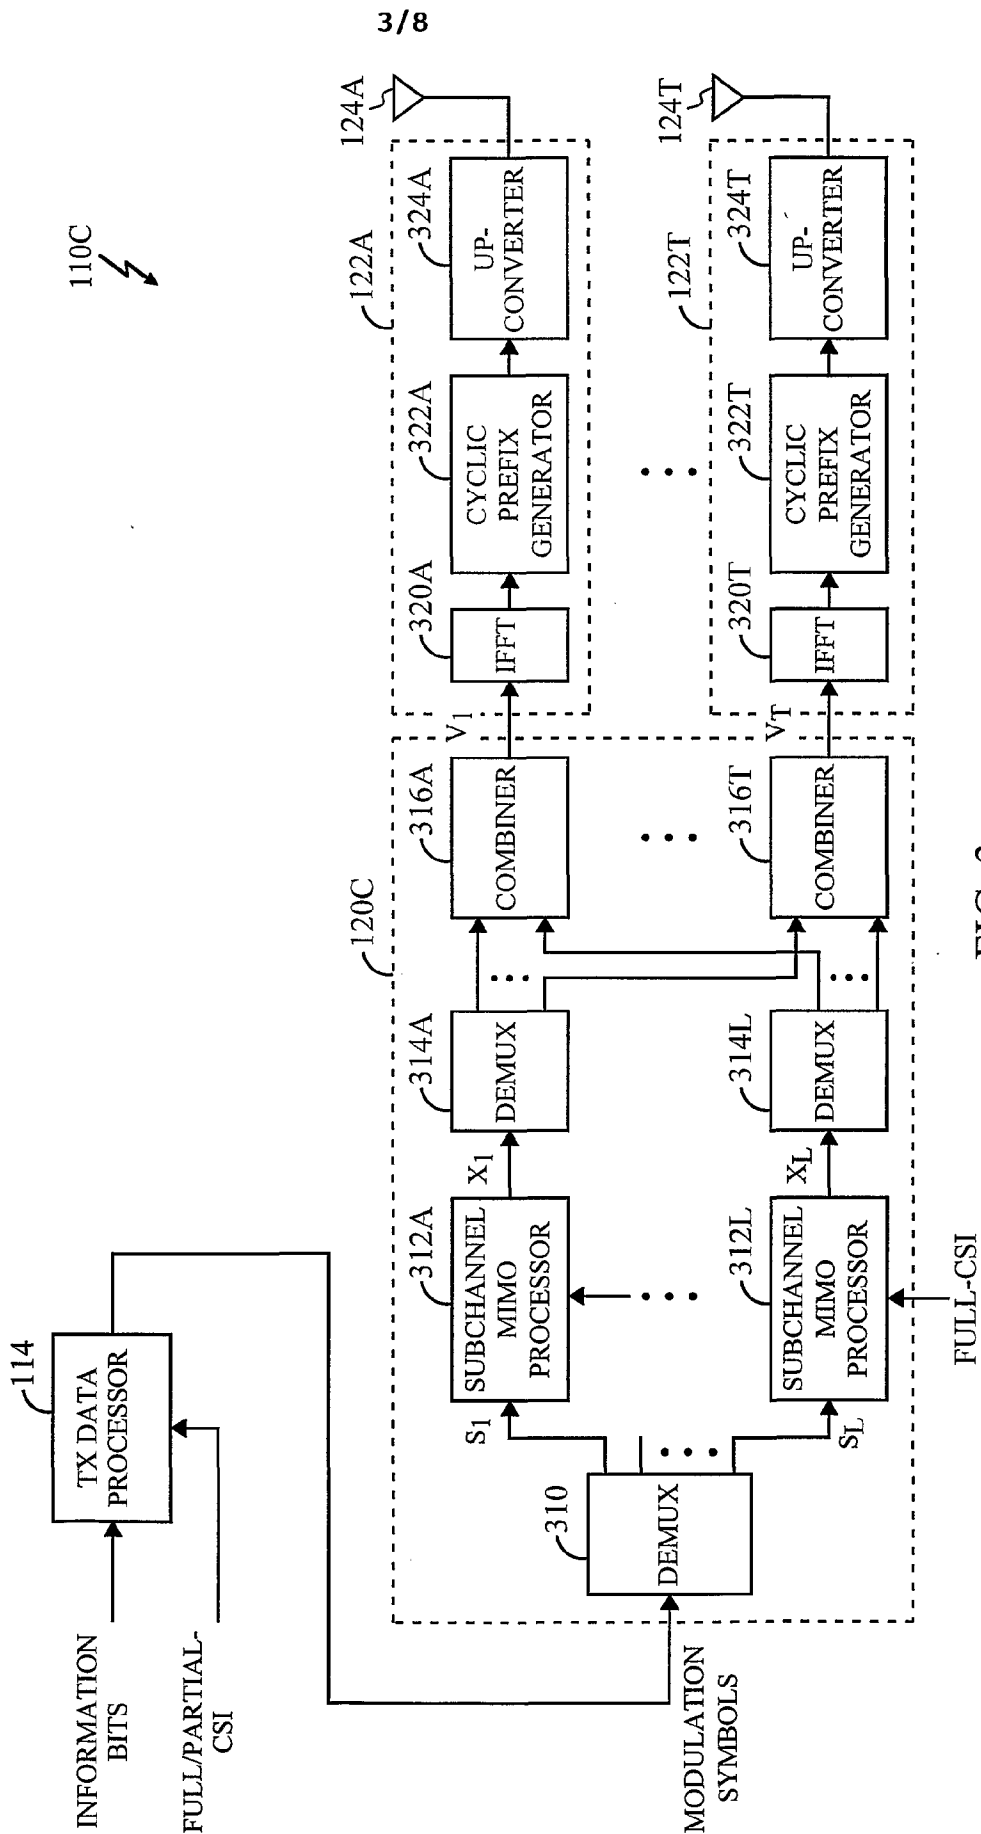 3/8
110C
INFORMATION
BITS
FULL/PARTIAL-
CSI
114
TX DATA
PROCESSOR
MODULATION
SYMBOLS
120C
310
DEMUX
S1
SL
312A
SUBCHANNEL
MIMO
PROCESSOR
312L
SUBCHANNEL
MIMO
PROCESSOR
FULL-CSI
X1
XL
314A
DEMUX
314L
DEMUX
316A
COMBINER
316T
COMBINER
V1
VT
122A
320A
IFFT
322A
CYCLIC
PREFIX
GENERATOR
324A
UP-
CONVERTER
124A
122T
320T
IFFT
322T
CYCLIC
PREFIX
GENERATOR
324T
UP-
CONVERTER
124T
FIG.